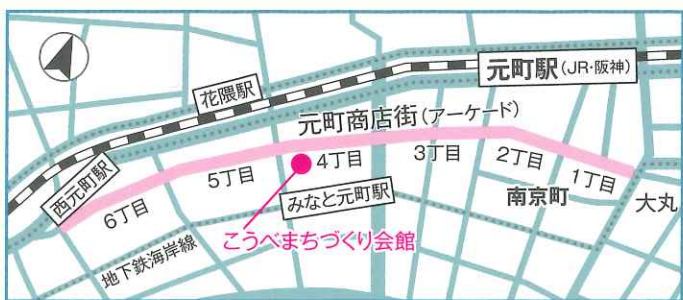 元町駅(JR・阪神)
花隈駅
元町商店街(アーケード)
西元町駅
6丁目
5丁目
4丁目
3丁目
2丁目
1丁目
みなと元町駅
南京町
大丸
こうべまちづくり会館
地下鉄海岸線